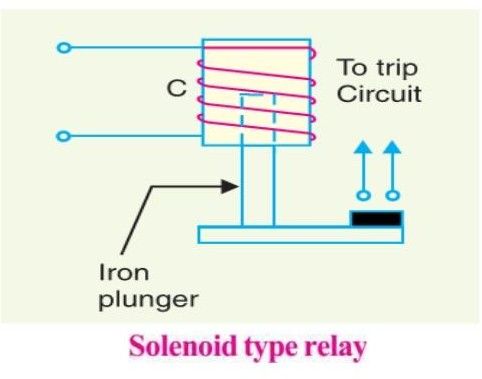 C
To trip
Circuit
Iron
plunger
Solenoid type relay